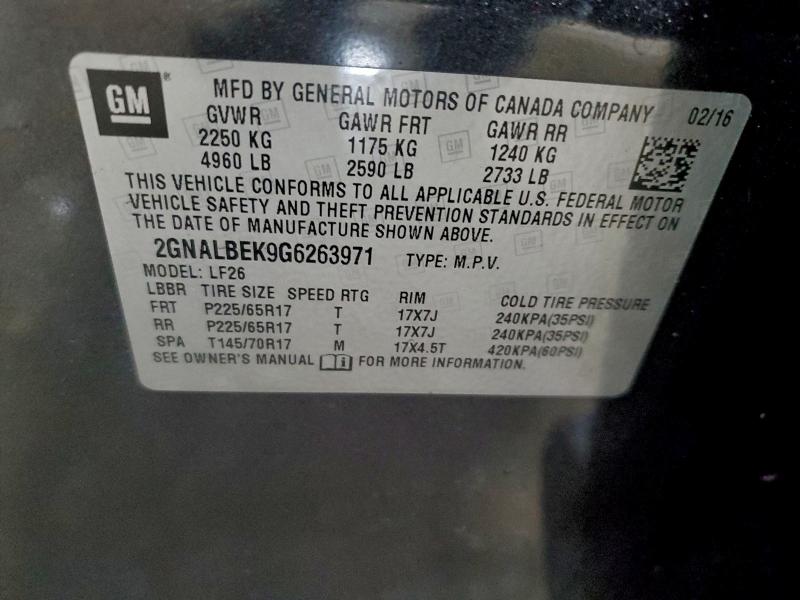 GM ®
MFD BY GENERAL MOTORS OF CANADA COMPANY 02/16
GVWR GAWR FRT GAWR RR
2250 KG 1175 KG 1240 KG
4960 LB 2590 LB 2733 LB
THIS VEHICLE CONFORMS TO ALL APPLICABLE U.S. FEDERAL MOTOR
VEHICLE SAFETY AND THEFT PREVENTION STANDARDS IN EFFECT ON
THE DATE OF MANUFACTURE SHOWN ABOVE.
2GNALBEK9G6263971 TYPE: M.P.V.
MODEL: LF26
LBBR TIRE SIZE SPEED RTG RIM COLD TIRE PRESSURE
FRT P225/65R17 T 17X7J 240KPA(35PSI)
RR P225/65R17 T 17X7J 240KPA(35PSI)
SPA T145/70R17 M 17X4.5T 420KPA(60PSI)
SEE OWNER'S MANUAL i FOR MORE INFORMATION.